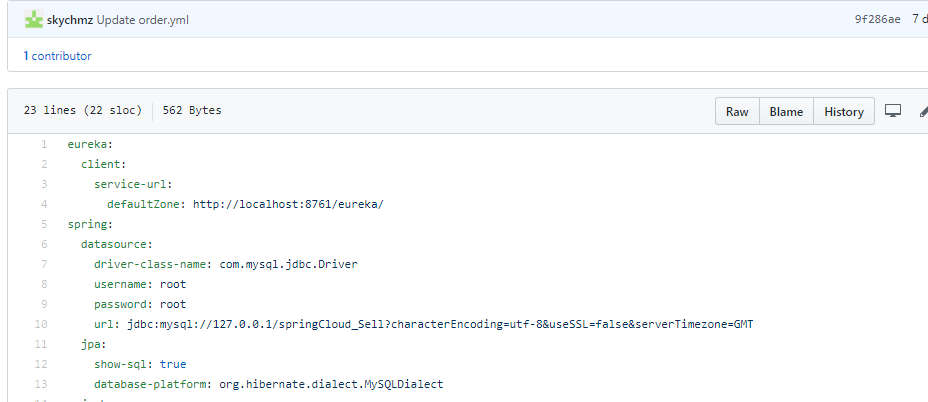 skychmz Update order.yml 9f286ae 7 d
1 contributor
23 lines (22 sloc) 562 Bytes Raw Blame History
1 eureka:
2 client:
3 service-url:
4 defaultZone: http://localhost:8761/eureka/
5 spring:
6 datasource:
7 driver-class-name: com.mysql.jdbc.Driver
8 username: root
9 password: root
10 url: jdbc:mysql://127.0.0.1/springCloud_Sell?characterEncoding=utf-8&useSSL=false&serverTimezone=GMT
11 jpa:
12 show-sql: true
13 database-platform: org.hibernate.dialect.MySQLDialect